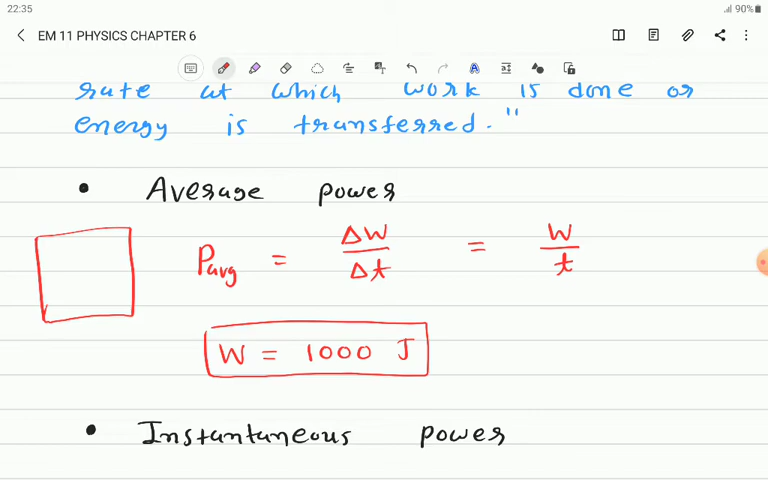 22:35 90%
EM 11 PHYSICS CHAPTER 6
rate at which work is done or
energy is transferred."
• Average power
Pavg = ΔW/Δt = W/t
W = 1000 J
• Instantaneous power